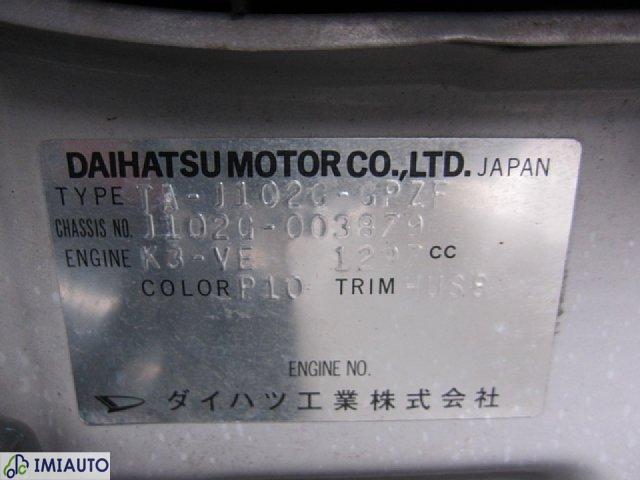 DAIHATSU MOTOR CO.,LTD. JAPAN
TYPE TA-J102G-GPZF
CHASSIS NO. J102G-003879
ENGINE K3-VE 1297 CC
COLOR P10 TRIM
ENGINE NO.
ダイハツ工業株式会社
IMIAUTO